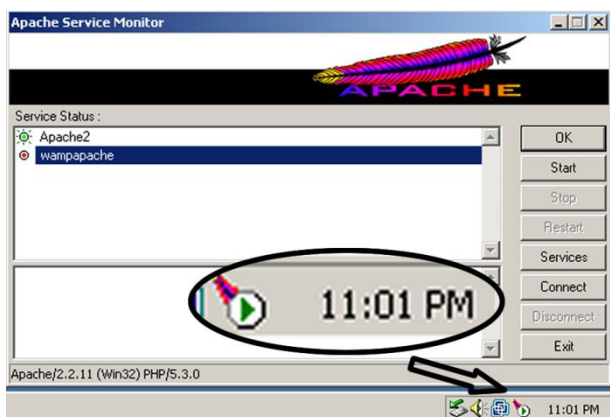 Apache Service Monitor
APACHE
Service Status :
Apache2
wampapache
OK
Start
Stop
Restart
Services
Connect
Disconnect
Exit
11:01 PM
Apache/2.2.11 (Win32) PHP/5.3.0
11:01 PM